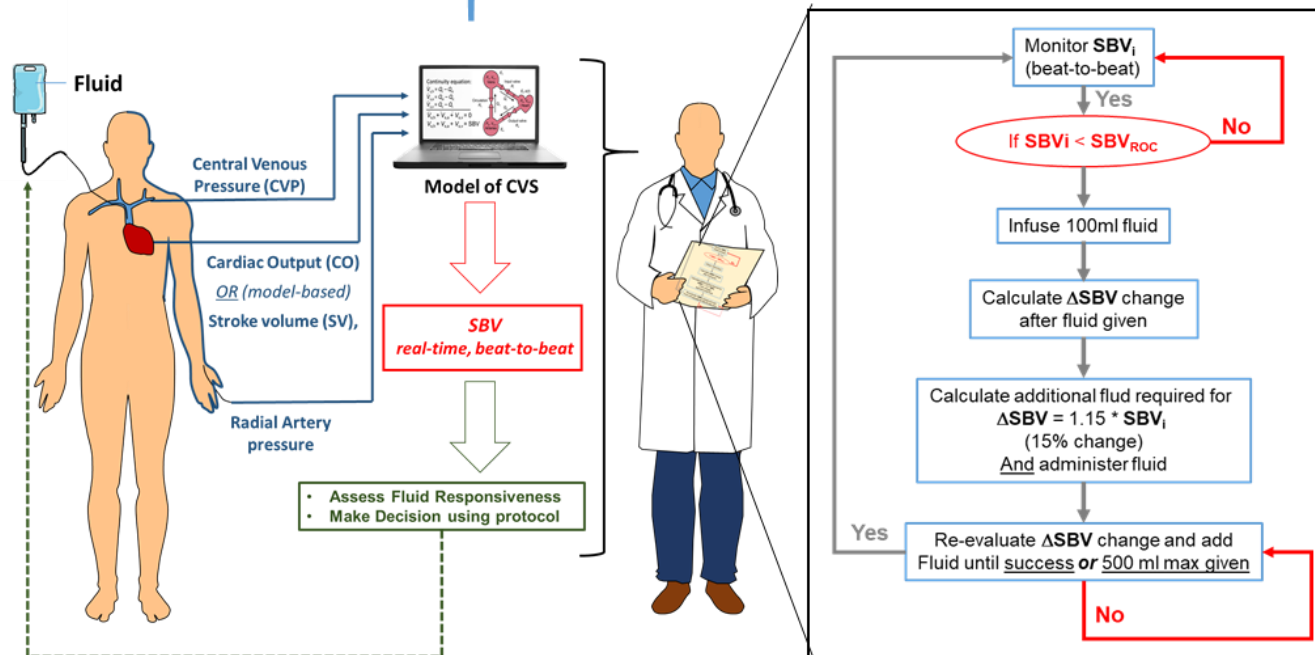 Fluid
Central Venous
Pressure (CVP)
Cardiac Output (CO)
OR (model-based)
Stroke volume (SV),
Radial Artery
pressure
Continuity equation:
Model of CVS
SBV
real-time, beat-to-beat
• Assess Fluid Responsiveness
• Make Decision using protocol
Monitor SBVi
(beat-to-beat)
Yes
If SBVi < SBVROC
No
Infuse 100ml fluid
Calculate ΔSBV change
after fluid given
Calculate additional flud required for
ΔSBV = 1.15 * SBVi
(15% change)
And administer fluid
Yes
Re-evaluate ΔSBV change and add
Fluid until success or 500 ml max given
No